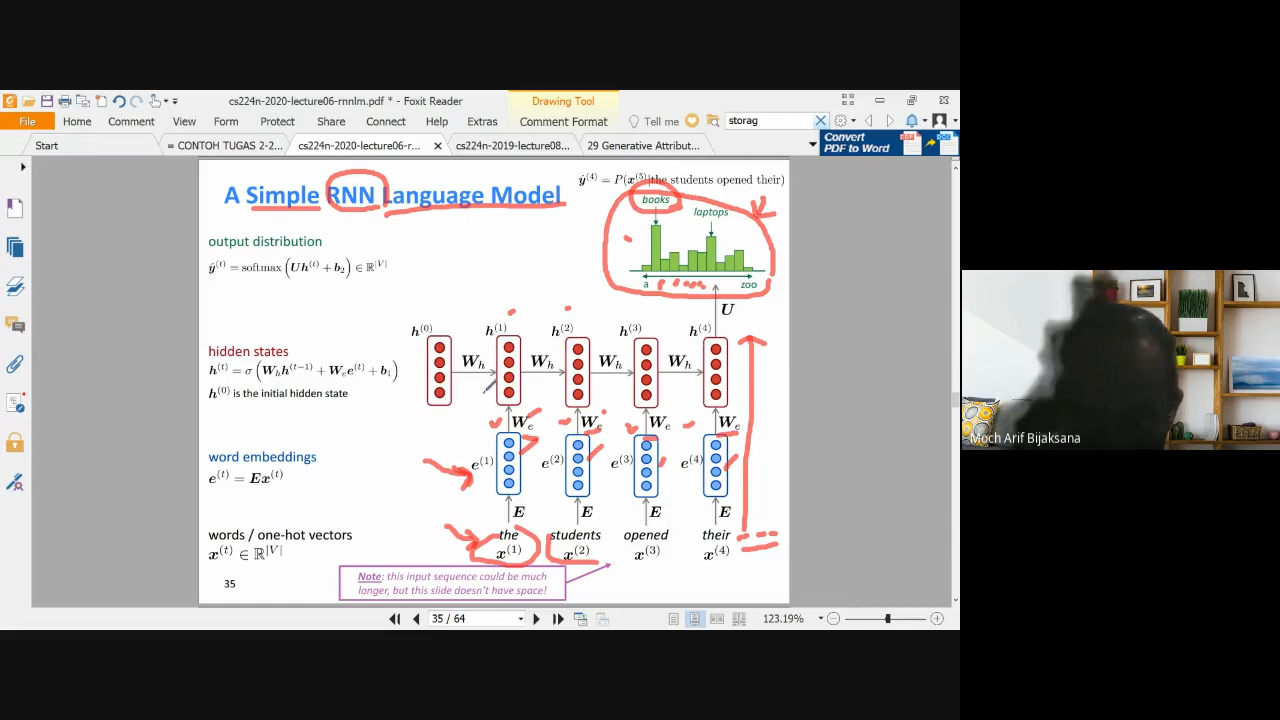 cs224n-2020-lecture06-rnnlm.pdf * - Foxit Reader
Drawing Tool
File Home Comment View Form Protect Share Connect Help Extras Comment Format Tell me storag
Start = CONTOH TUGAS 2-2... cs224n-2020-lecture06-r... cs224n-2019-lecture08... 29 Generative Attribut...
Convert
PDF to Word
PDF
A Simple RNN Language Model
ŷ⁽⁴⁾ = P(x⁽⁵⁾|the students opened their)
books
laptops
a zoo
output distribution
ŷ⁽ᵗ⁾ = softmax (Uh⁽ᵗ⁾ + b₂) ∈ ℝ^|V|
U
h⁽⁰⁾ h⁽¹⁾ h⁽²⁾ h⁽³⁾ h⁽⁴⁾
Wₕ Wₕ Wₕ Wₕ
hidden states
h⁽ᵗ⁾ = σ (Wₕh⁽ᵗ⁻¹⁾ + Wₑe⁽ᵗ⁾ + b₁)
h⁽⁰⁾ is the initial hidden state
Wₑ Wₑ Wₑ Wₑ
word embeddings
e⁽ᵗ⁾ = Ex⁽ᵗ⁾
e⁽¹⁾ e⁽²⁾ e⁽³⁾ e⁽⁴⁾
E E E E
words / one-hot vectors
x⁽ᵗ⁾ ∈ ℝ^|V|
the students opened their
x⁽¹⁾ x⁽²⁾ x⁽³⁾ x⁽⁴⁾
Note: this input sequence could be much
longer, but this slide doesn't have space!
35
35 / 64
123.19%
Moch Arif Bijaksana